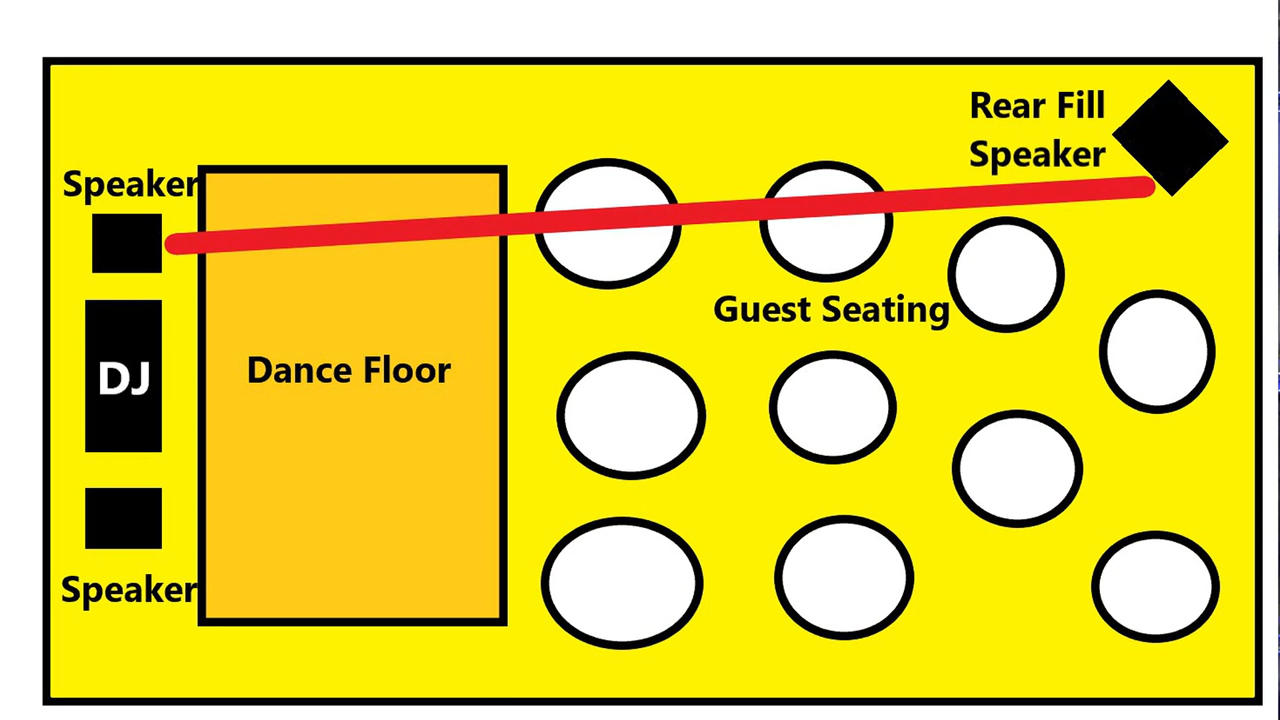 Rear Fill
Speaker
Speaker
Guest Seating
Dance Floor
DJ
Speaker